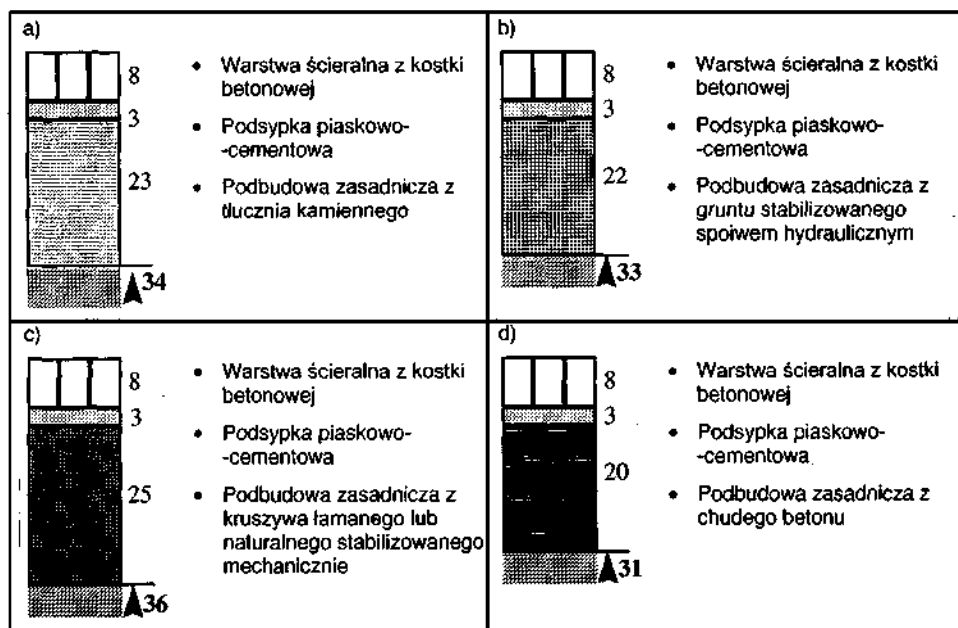 a)
8
3
23
34
• Warstwa ścieralna z kostki
betonowej
• Podsypka piaskowo-
-cementowa
• Podbudowa zasadnicza z
tłucznia kamiennego
b)
8
3
22
33
• Warstwa ścieralna z kostki
betonowej
• Podsypka piaskowo-
-cementowa
• Podbudowa zasadnicza z
gruntu stabilizowanego
spoiwem hydraulicznym
c)
8
3
25
36
• Warstwa ścieralna z kostki
betonowej
• Podsypka piaskowo-
-cementowa
• Podbudowa zasadnicza z
kruszywa łamanego lub
naturalnego stabilizowanego
mechanicznie
d)
8
3
20
31
• Warstwa ścieralna z kostki
betonowej
• Podsypka piaskowo-
-cementowa
• Podbudowa zasadnicza z
chudego betonu